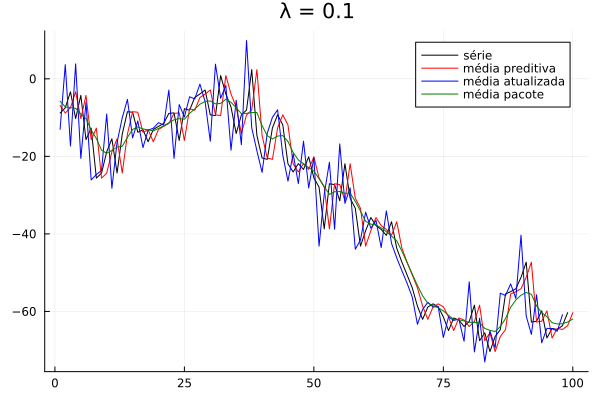 λ = 0.1
série
média preditiva
média atualizada
média pacote
0
−20
−40
−60
0
25
50
75
100